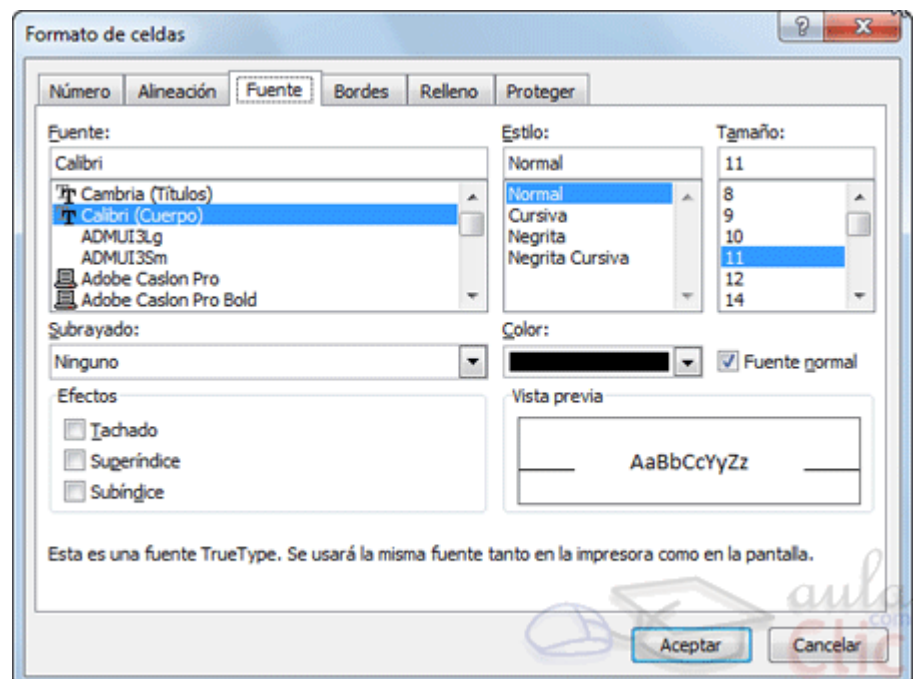 Formato de celdas
Número Alineación Fuente Bordes Relleno Proteger
Fuente: Estilo: Tamaño:
Calibri Normal 11
Cambria (Títulos) Normal 8
Calibri (Cuerpo) Cursiva 9
ADMUI3Lg Negrita 10
ADMUI3Sm Negrita Cursiva 11
Adobe Caslon Pro 12
Adobe Caslon Pro Bold 14
Subrayado: Color:
Ninguno Fuente normal
Efectos Vista previa
Tachado
Superíndice AaBbCcYyZz
Subíndice
Esta es una fuente TrueType. Se usará la misma fuente tanto en la impresora como en la pantalla.
aula
.com
Clic
Aceptar Cancelar